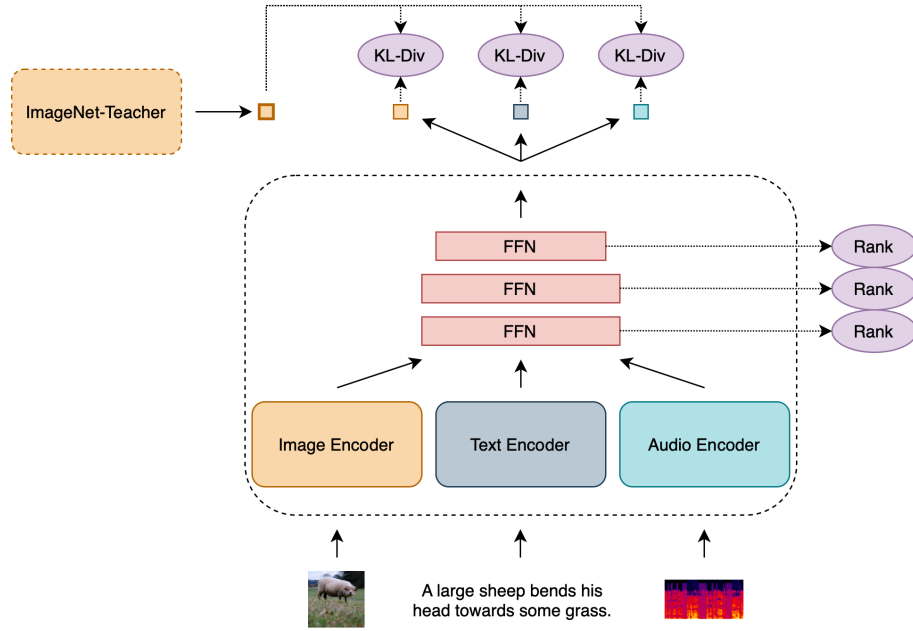 KL-Div
KL-Div
KL-Div
ImageNet-Teacher
FFN
Rank
FFN
Rank
FFN
Rank
Image Encoder
Text Encoder
Audio Encoder
A large sheep bends his
head towards some grass.